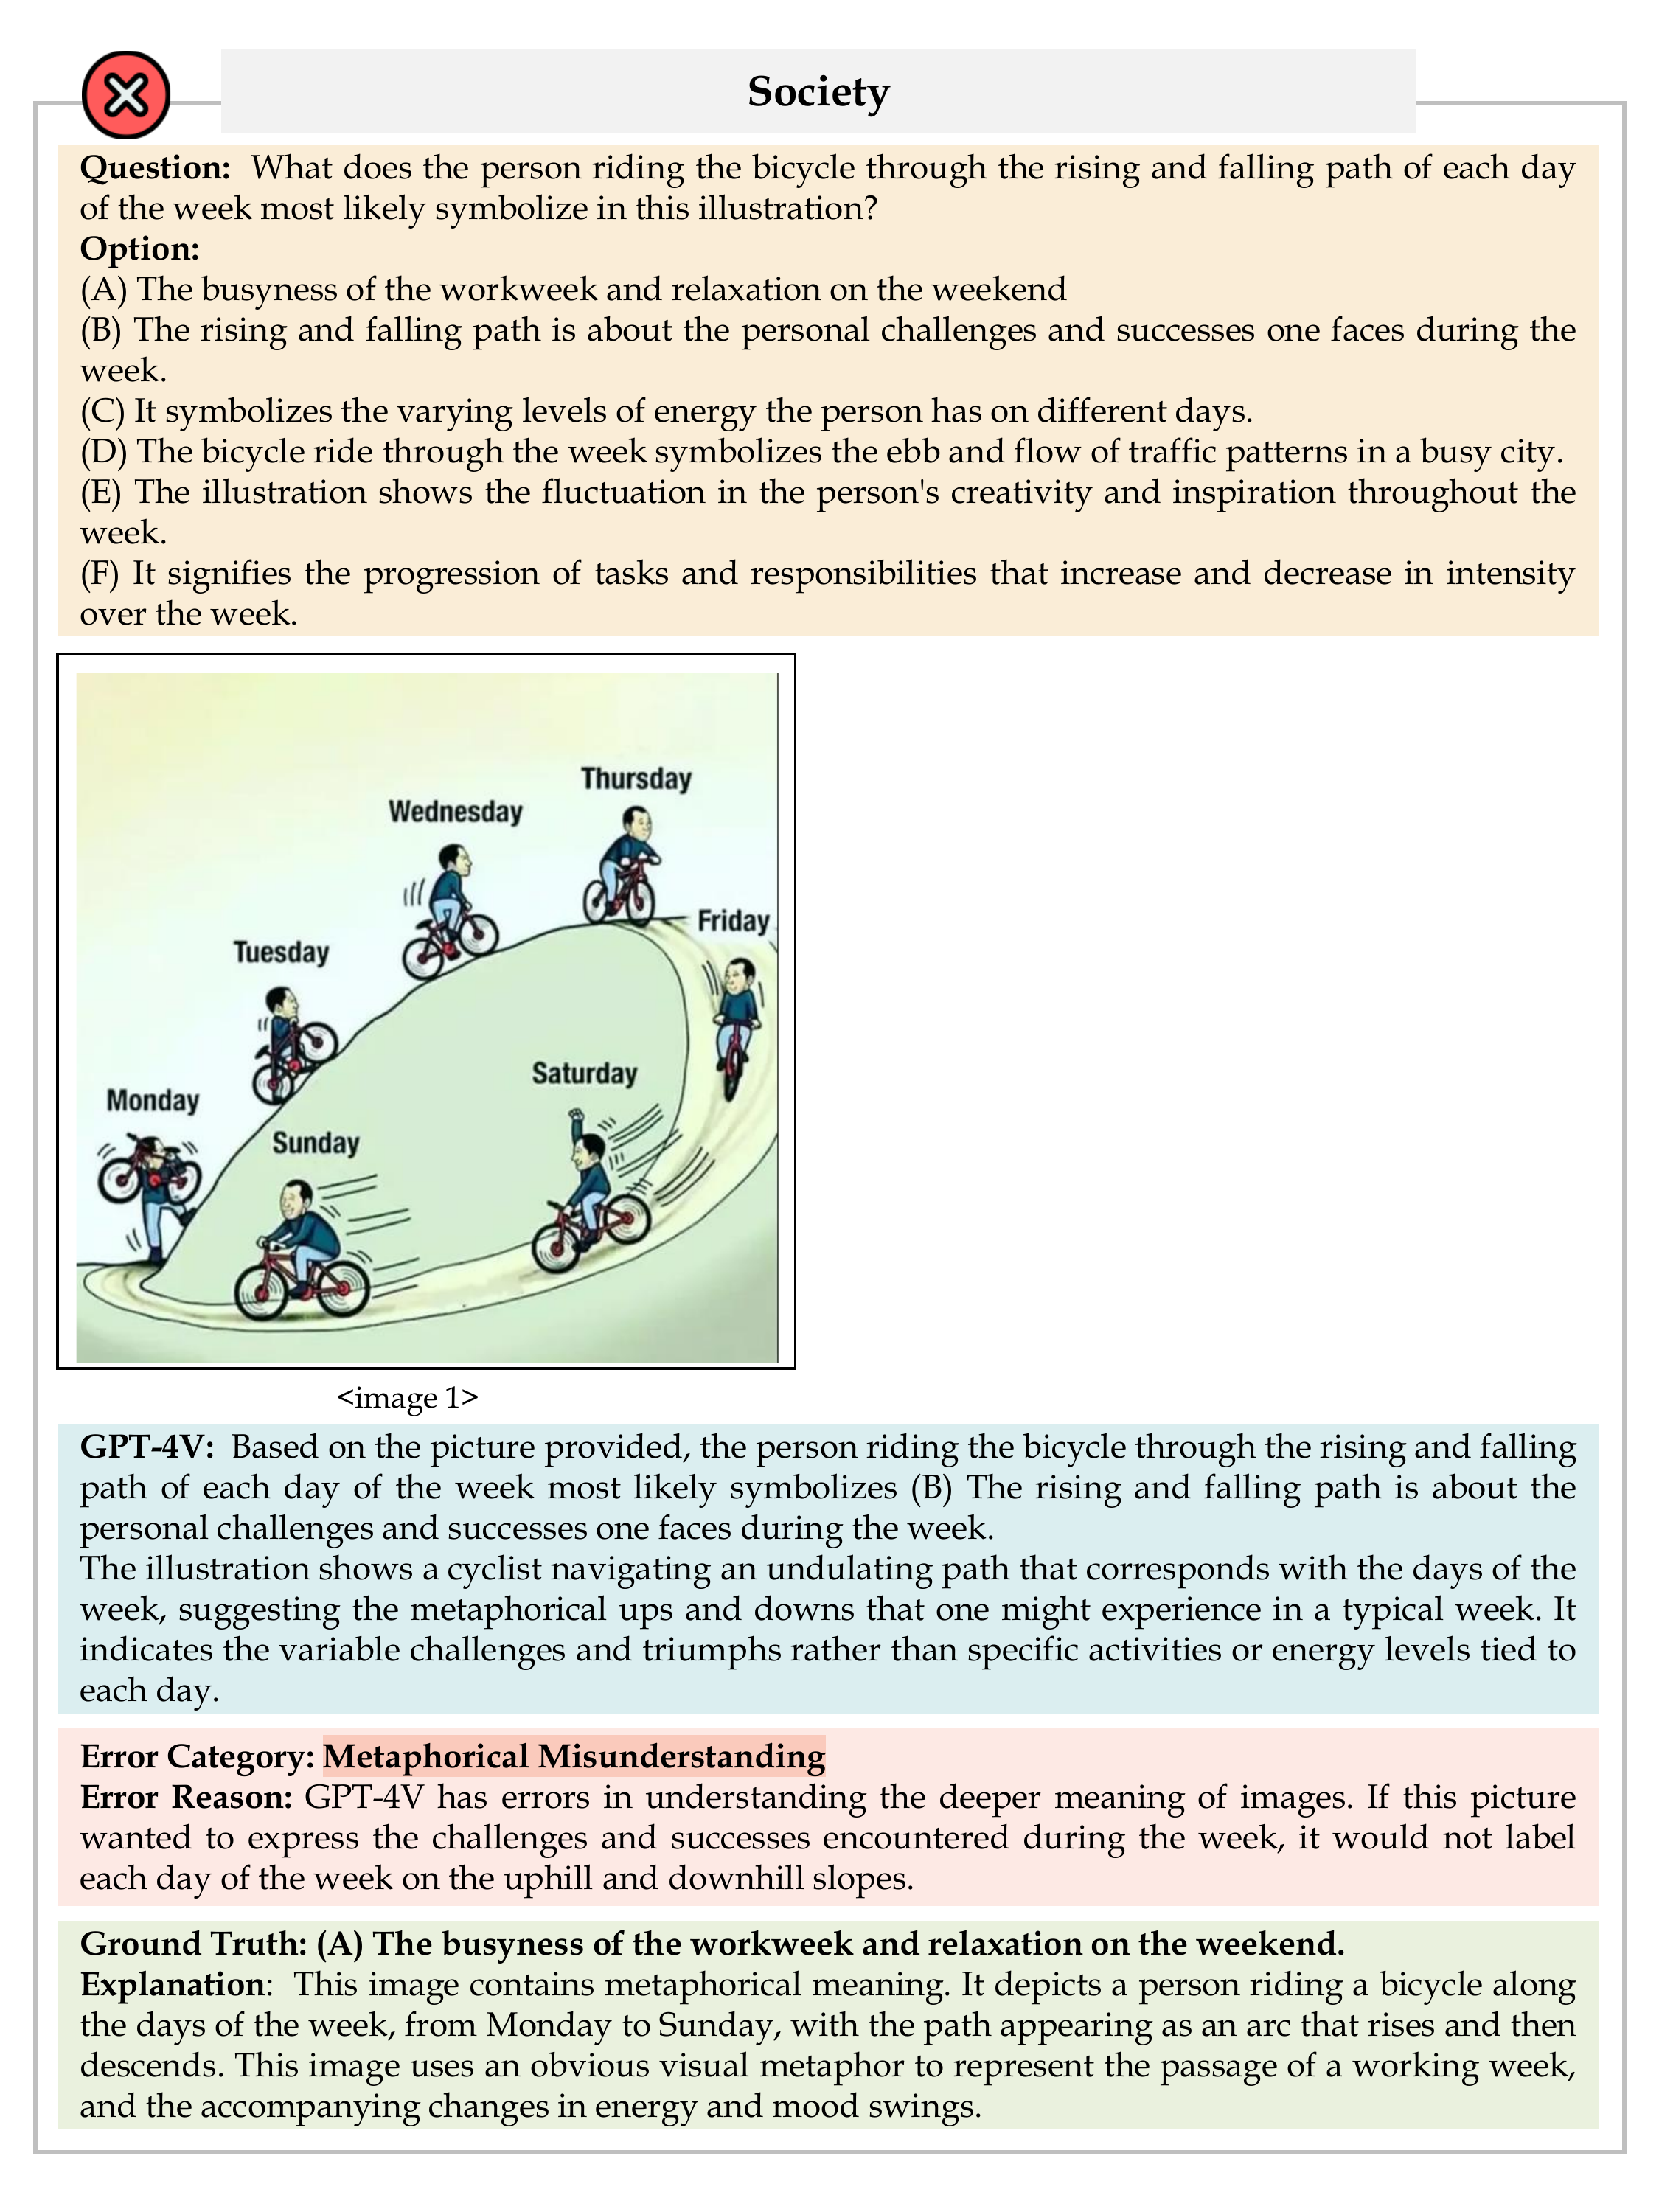 Society
Question: What does the person riding the bicycle through the rising and falling path of each day
of the week most likely symbolize in this illustration?
Option:
(A) The busyness of the workweek and relaxation on the weekend
(B) The rising and falling path is about the personal challenges and successes one faces during the
week.
(C) It symbolizes the varying levels of energy the person has on different days.
(D) The bicycle ride through the week symbolizes the ebb and flow of traffic patterns in a busy city.
(E) The illustration shows the fluctuation in the person's creativity and inspiration throughout the
week.
(F) It signifies the progression of tasks and responsibilities that increase and decrease in intensity
over the week.
Thursday
Wednesday
Friday
Tuesday
Saturday
Monday
Sunday
<image 1>
GPT-4V: Based on the picture provided, the person riding the bicycle through the rising and falling
path of each day of the week most likely symbolizes (B) The rising and falling path is about the
personal challenges and successes one faces during the week.
The illustration shows a cyclist navigating an undulating path that corresponds with the days of the
week, suggesting the metaphorical ups and downs that one might experience in a typical week. It
indicates the variable challenges and triumphs rather than specific activities or energy levels tied to
each day.
Error Category: Metaphorical Misunderstanding
Error Reason: GPT-4V has errors in understanding the deeper meaning of images. If this picture
wanted to express the challenges and successes encountered during the week, it would not label
each day of the week on the uphill and downhill slopes.
Ground Truth: (A) The busyness of the workweek and relaxation on the weekend.
Explanation: This image contains metaphorical meaning. It depicts a person riding a bicycle along
the days of the week, from Monday to Sunday, with the path appearing as an arc that rises and then
descends. This image uses an obvious visual metaphor to represent the passage of a working week,
and the accompanying changes in energy and mood swings.